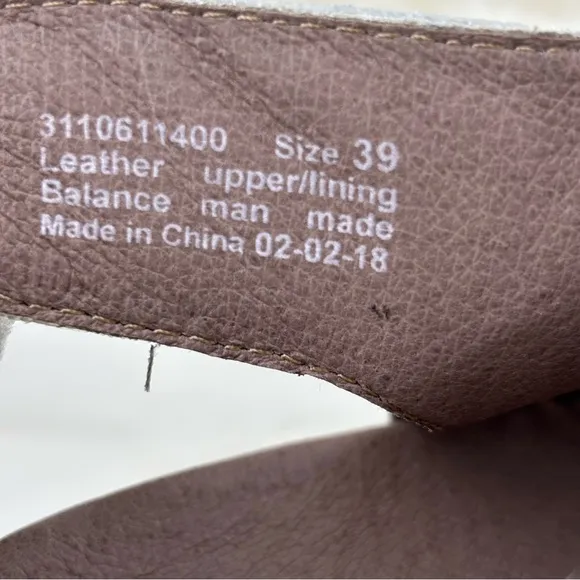 3110611400 Size 39
Leather upper/lining
Balance man made
Made in China 02-02-18